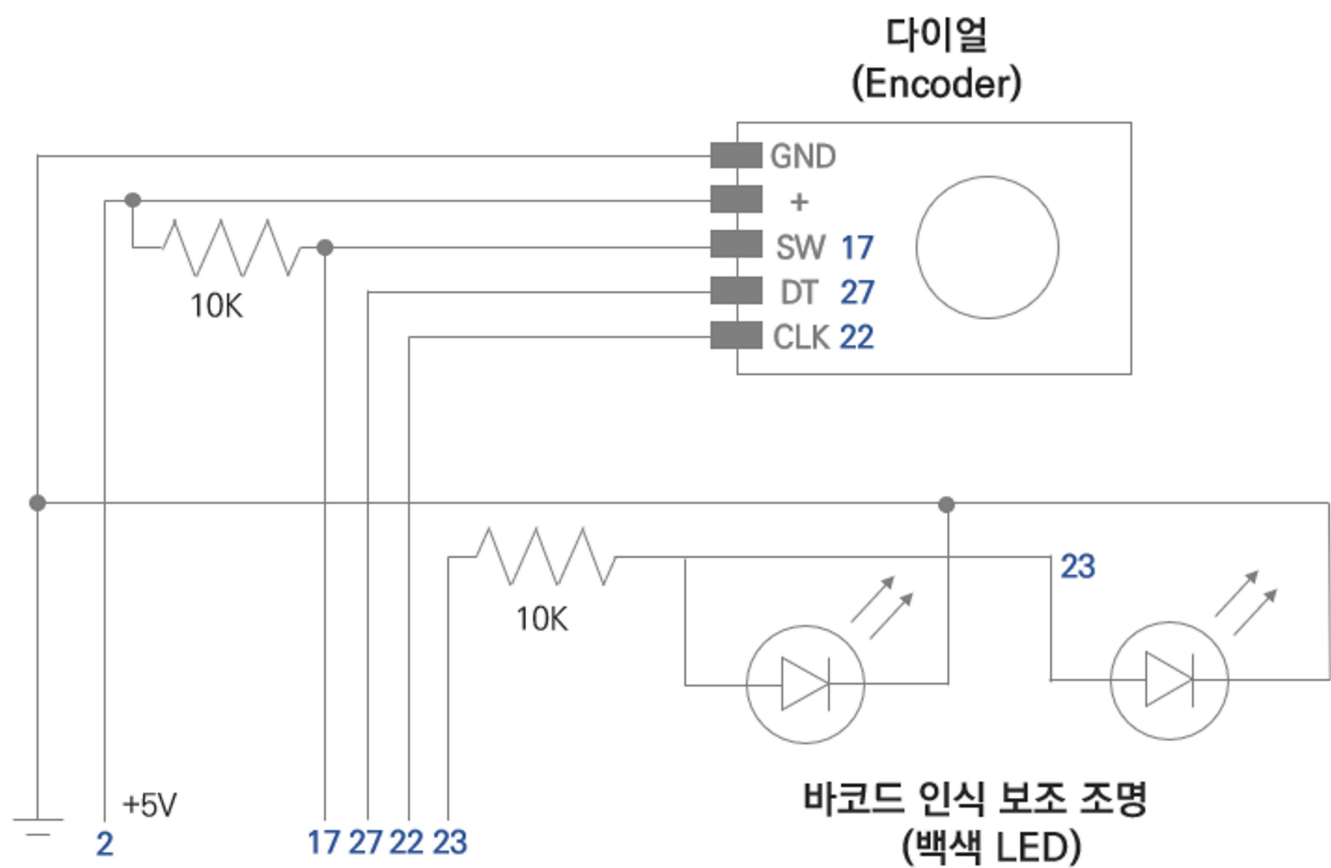 다이얼
(Encoder)
GND
+
SW 17
DT 27
CLK 22
10K
23
10K
바코드 인식 보조 조명
(백색 LED)
+5V
2
17 27 22 23